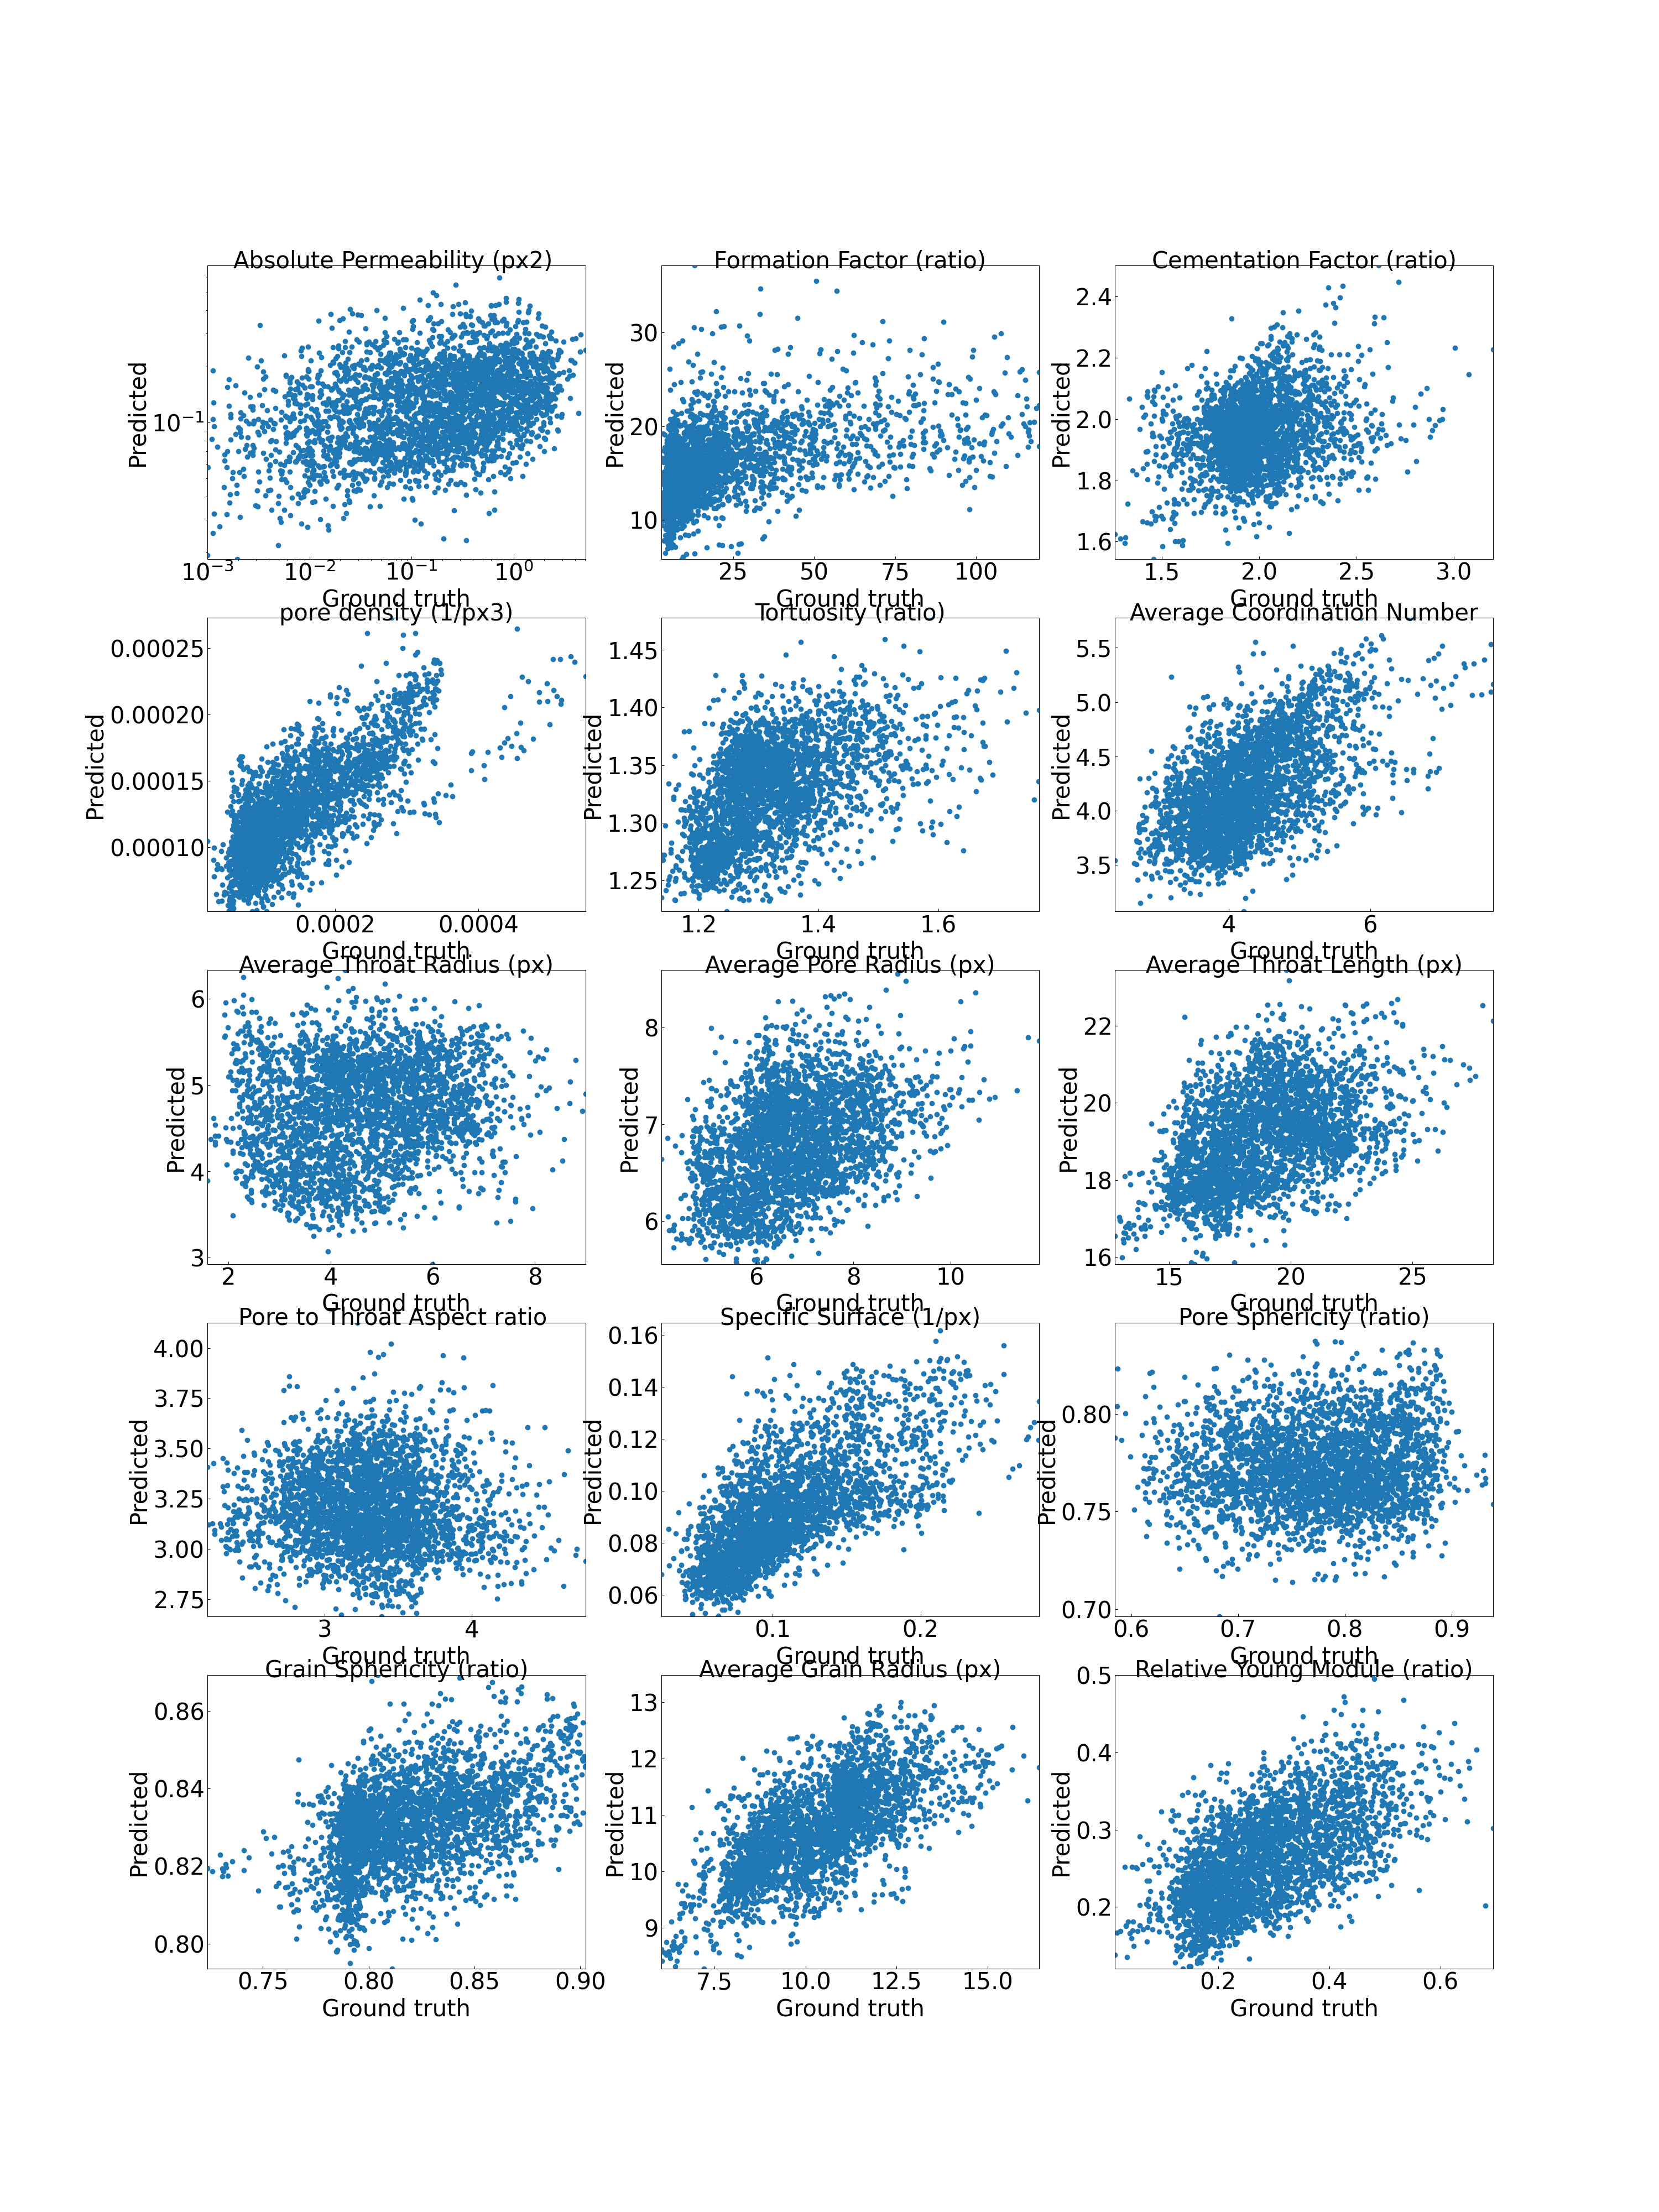 Absolute Permeability (px2)
Predicted
10⁻¹
10⁻³ 10⁻² 10⁻¹ 10⁰
Ground truth
Formation Factor (ratio)
Predicted
30
20
10
25 50 75 100
Ground truth
Cementation Factor (ratio)
Predicted
2.4
2.2
2.0
1.8
1.6
1.5 2.0 2.5 3.0
Ground truth
pore density (1/px3)
Predicted
0.00025
0.00020
0.00015
0.00010
0.0002 0.0004
Ground truth
Tortuosity (ratio)
Predicted
1.45
1.40
1.35
1.30
1.25
1.2 1.4 1.6
Ground truth
Average Coordination Number
Predicted
5.5
5.0
4.5
4.0
3.5
4 6
Ground truth
Average Throat Radius (px)
Predicted
6
5
4
3
2 4 6 8
Ground truth
Average Pore Radius (px)
Predicted
8
7
6
6 8 10
Ground truth
Average Throat Length (px)
Predicted
22
20
18
16
15 20 25
Ground truth
Pore to Throat Aspect ratio
Predicted
4.00
3.75
3.50
3.25
3.00
2.75
3 4
Ground truth
Specific Surface (1/px)
Predicted
0.16
0.14
0.12
0.10
0.08
0.06
0.1 0.2
Ground truth
Pore Sphericity (ratio)
Predicted
0.80
0.75
0.70
0.6 0.7 0.8 0.9
Ground truth
Grain Sphericity (ratio)
Predicted
0.86
0.84
0.82
0.80
0.75 0.80 0.85 0.90
Ground truth
Average Grain Radius (px)
Predicted
13
12
11
10
9
7.5 10.0 12.5 15.0
Ground truth
Relative Young Module (ratio)
Predicted
0.5
0.4
0.3
0.2
0.2 0.4 0.6
Ground truth